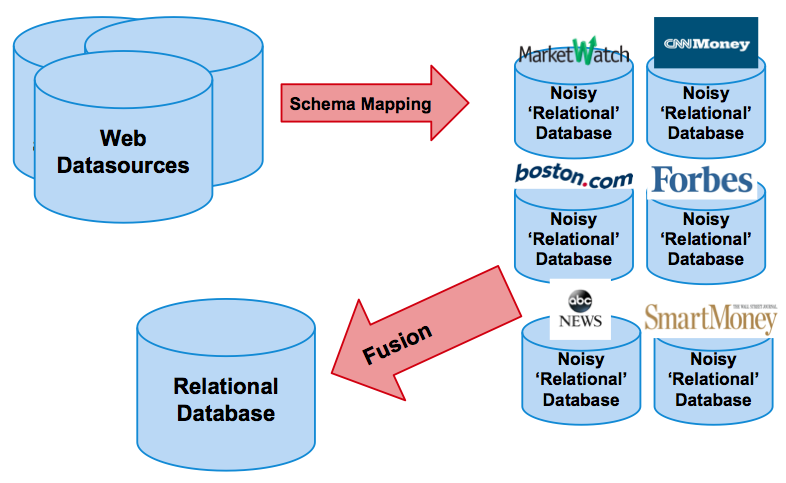 Web
Datasources
Schema Mapping
MarketWatch
Noisy
‘Relational’
Database
CNNMoney
Noisy
‘Relational’
Database
boston.com
Noisy
‘Relational’
Database
Forbes
Noisy
‘Relational’
Database
abc
NEWS
Noisy
‘Relational’
Database
THE WALL STREET JOURNAL
SmartMoney
Noisy
‘Relational’
Database
Fusion
Relational
Database